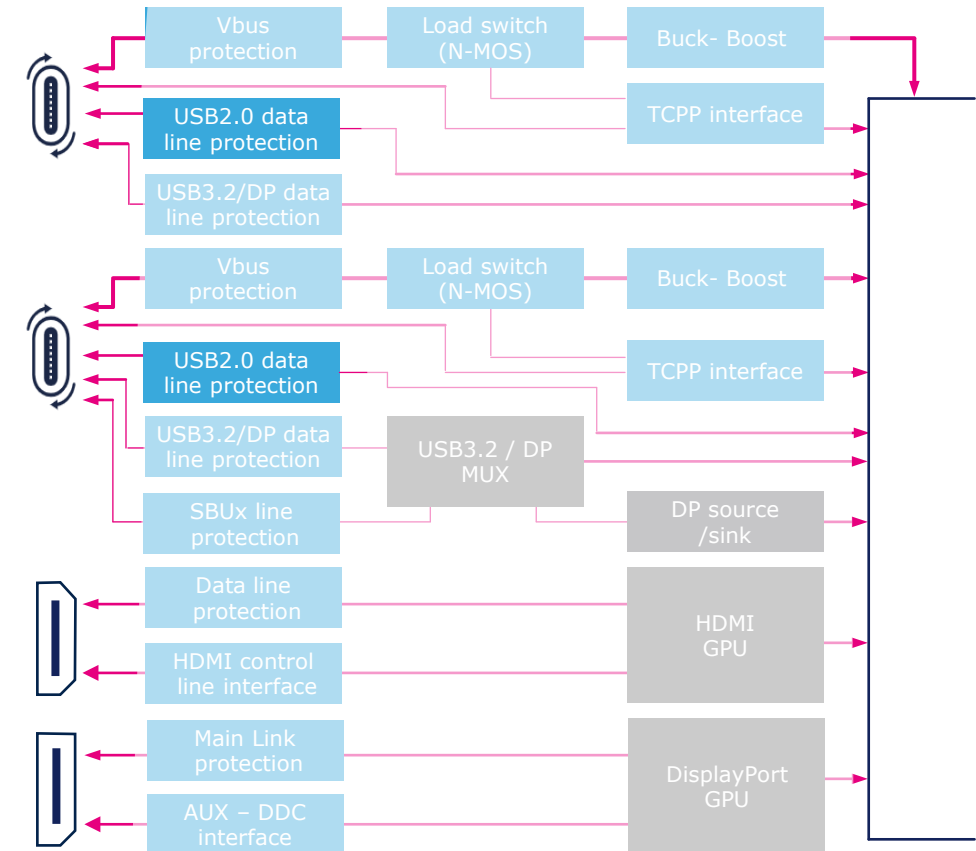 Vbus
protection
Load switch
(N-MOS)
Buck- Boost
TCPP interface
USB2.0 data
line protection
USB3.2/DP data
line protection
Vbus
protection
Load switch
(N-MOS)
Buck- Boost
TCPP interface
USB2.0 data
line protection
USB3.2/DP data
line protection
USB3.2 / DP
MUX
SBUx line
protection
DP source
/sink
Data line
protection
HDMI
GPU
HDMI control
line interface
Main Link
protection
DisplayPort
GPU
AUX – DDC
interface